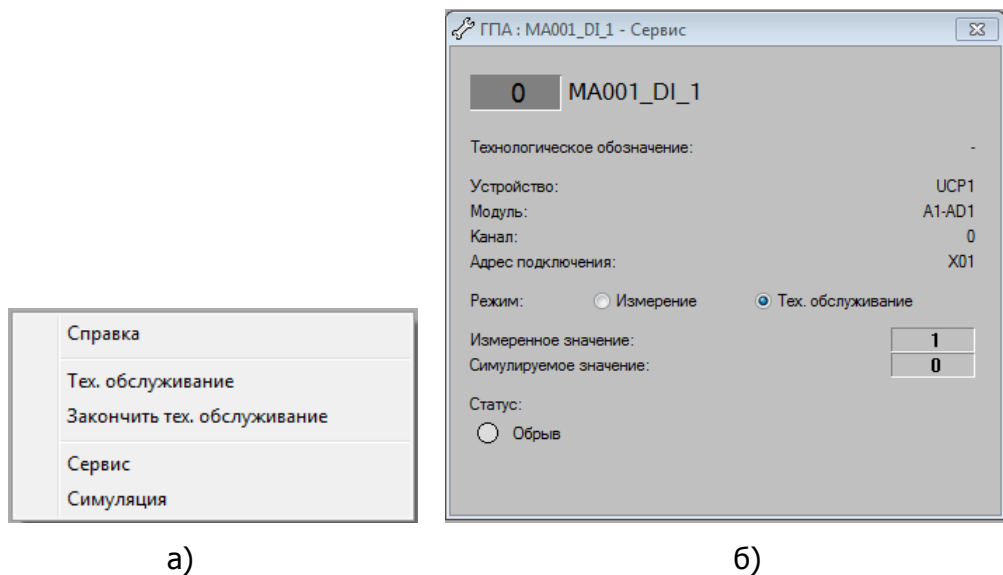 ГПА : MA001_DI_1 - Сервис
0 MA001_DI_1
Технологическое обозначение: -
Устройство: UCP1
Модуль: A1-AD1
Канал: 0
Адрес подключения: X01
Режим: Измерение Тех. обслуживание
Измеренное значение: 1
Симулируемое значение: 0
Статус:
Обрыв
Справка
Тех. обслуживание
Закончить тех. обслуживание
Сервис
Симуляция
а) б)